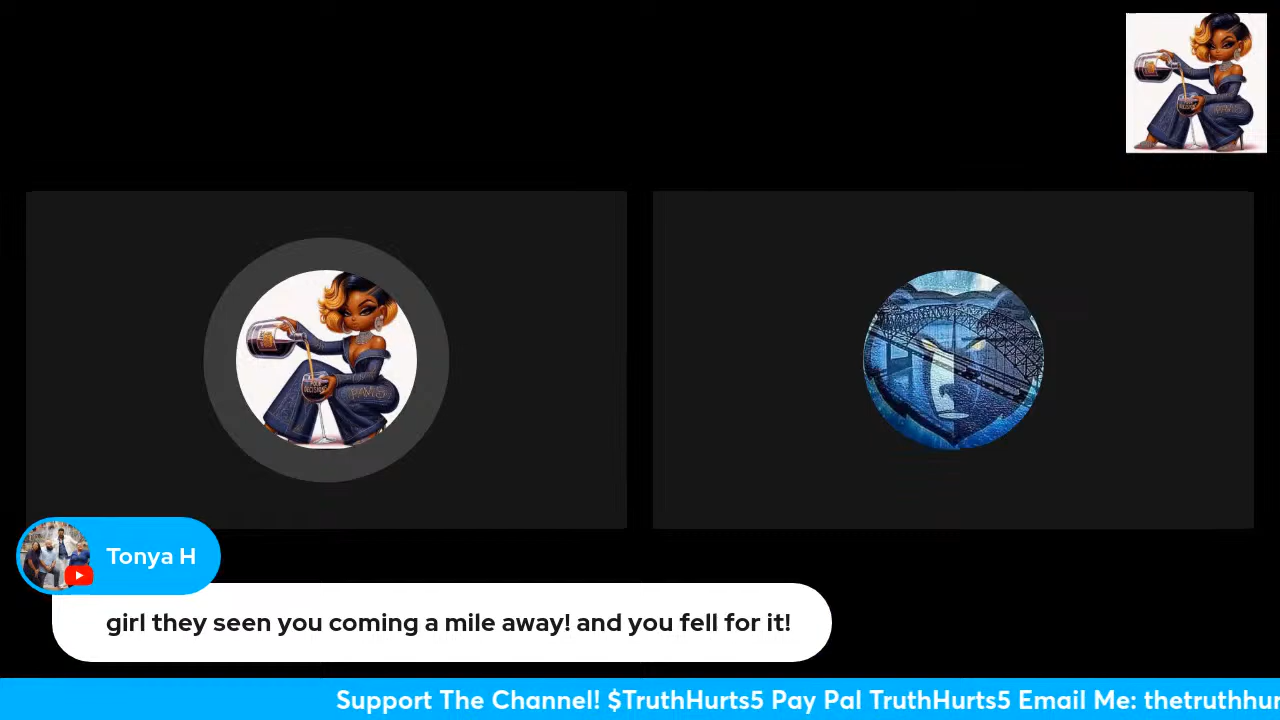 Tonya H
girl they seen you coming a mile away! and you fell for it!
Support The Channel! $TruthHurts5 Pay Pal TruthHurts5 Email Me: thetruthhur